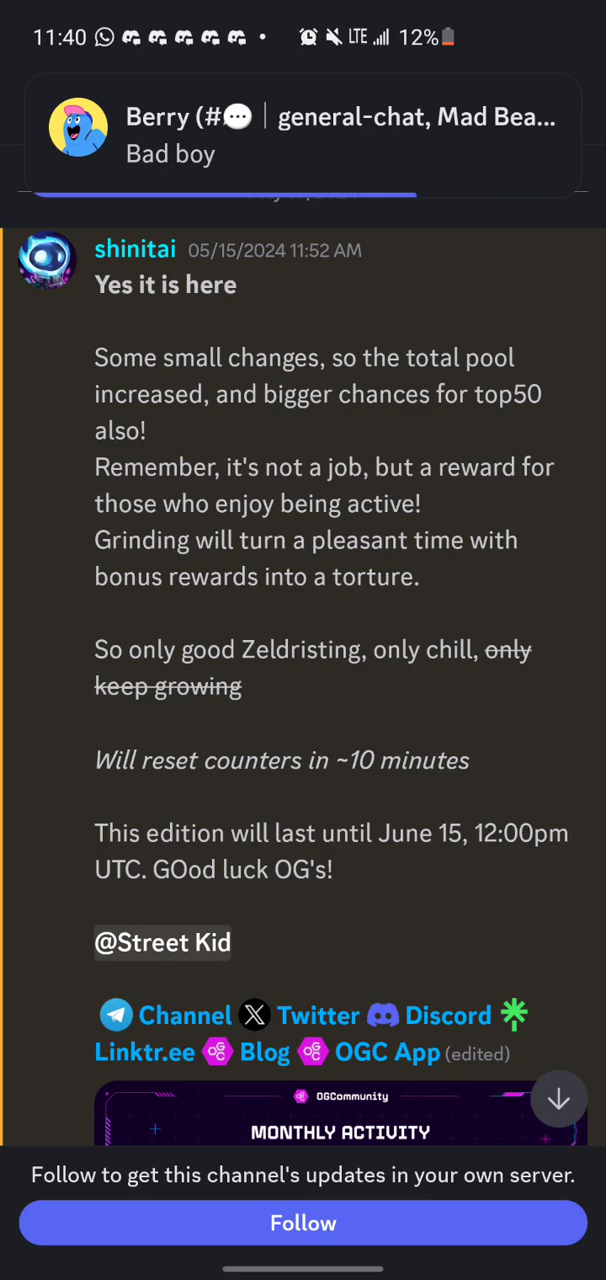 11:40 LTE 12%
Berry (#💬｜general-chat, Mad Bea...
Bad boy
shinitai 05/15/2024 11:52 AM
Yes it is here
Some small changes, so the total pool
increased, and bigger chances for top50
also!
Remember, it's not a job, but a reward for
those who enjoy being active!
Grinding will turn a pleasant time with
bonus rewards into a torture.
So only good Zeldristing, only chill, only
keep growing
Will reset counters in ~10 minutes
This edition will last until June 15, 12:00pm
UTC. GOod luck OG's!
@Street Kid
Channel Twitter Discord
Linktr.ee Blog OGC App (edited)
OGCommunity
MONTHLY ACTIVITY
Follow to get this channel's updates in your own server.
Follow